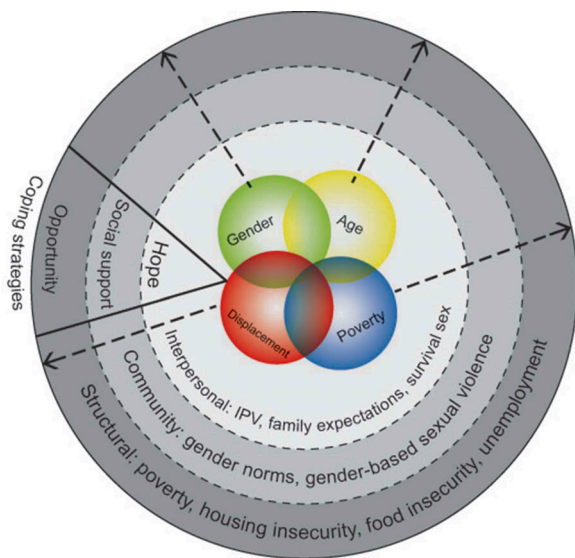 Gender
Age
Displacement
Poverty
Hope
Social support
Opportunity
Coping strategies
Interpersonal: IPV, family expectations, survival sex
Community: gender norms, gender-based sexual violence
Structural: poverty, housing insecurity, food insecurity, unemployment